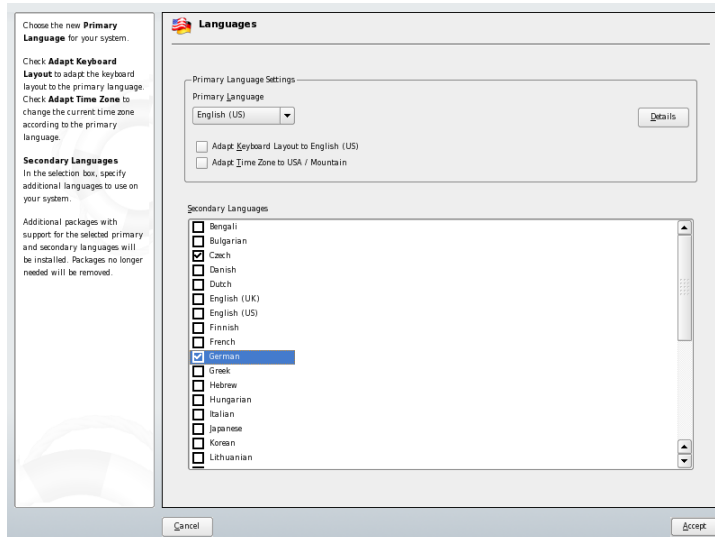 Choose the new Primary
Language for your system.
Check Adapt Keyboard
Layout to adapt the keyboard
layout to the primary language.
Check Adapt Time Zone to
change the current time zone
according to the primary
language.
Secondary Languages
In the selection box, specify
additional languages to use on
your system.
Additional packages with
support for the selected primary
and secondary languages will
be installed. Packages no longer
needed will be removed.
Languages
Primary Language Settings
Primary Language
English (US)
Details
Adapt Keyboard Layout to English (US)
Adapt Time Zone to USA / Mountain
Secondary Languages
Bengali
Bulgarian
Czech
Danish
Dutch
English (UK)
English (US)
Finnish
French
German
Greek
Hebrew
Hungarian
Italian
Japanese
Korean
Lithuanian
Cancel
Accept